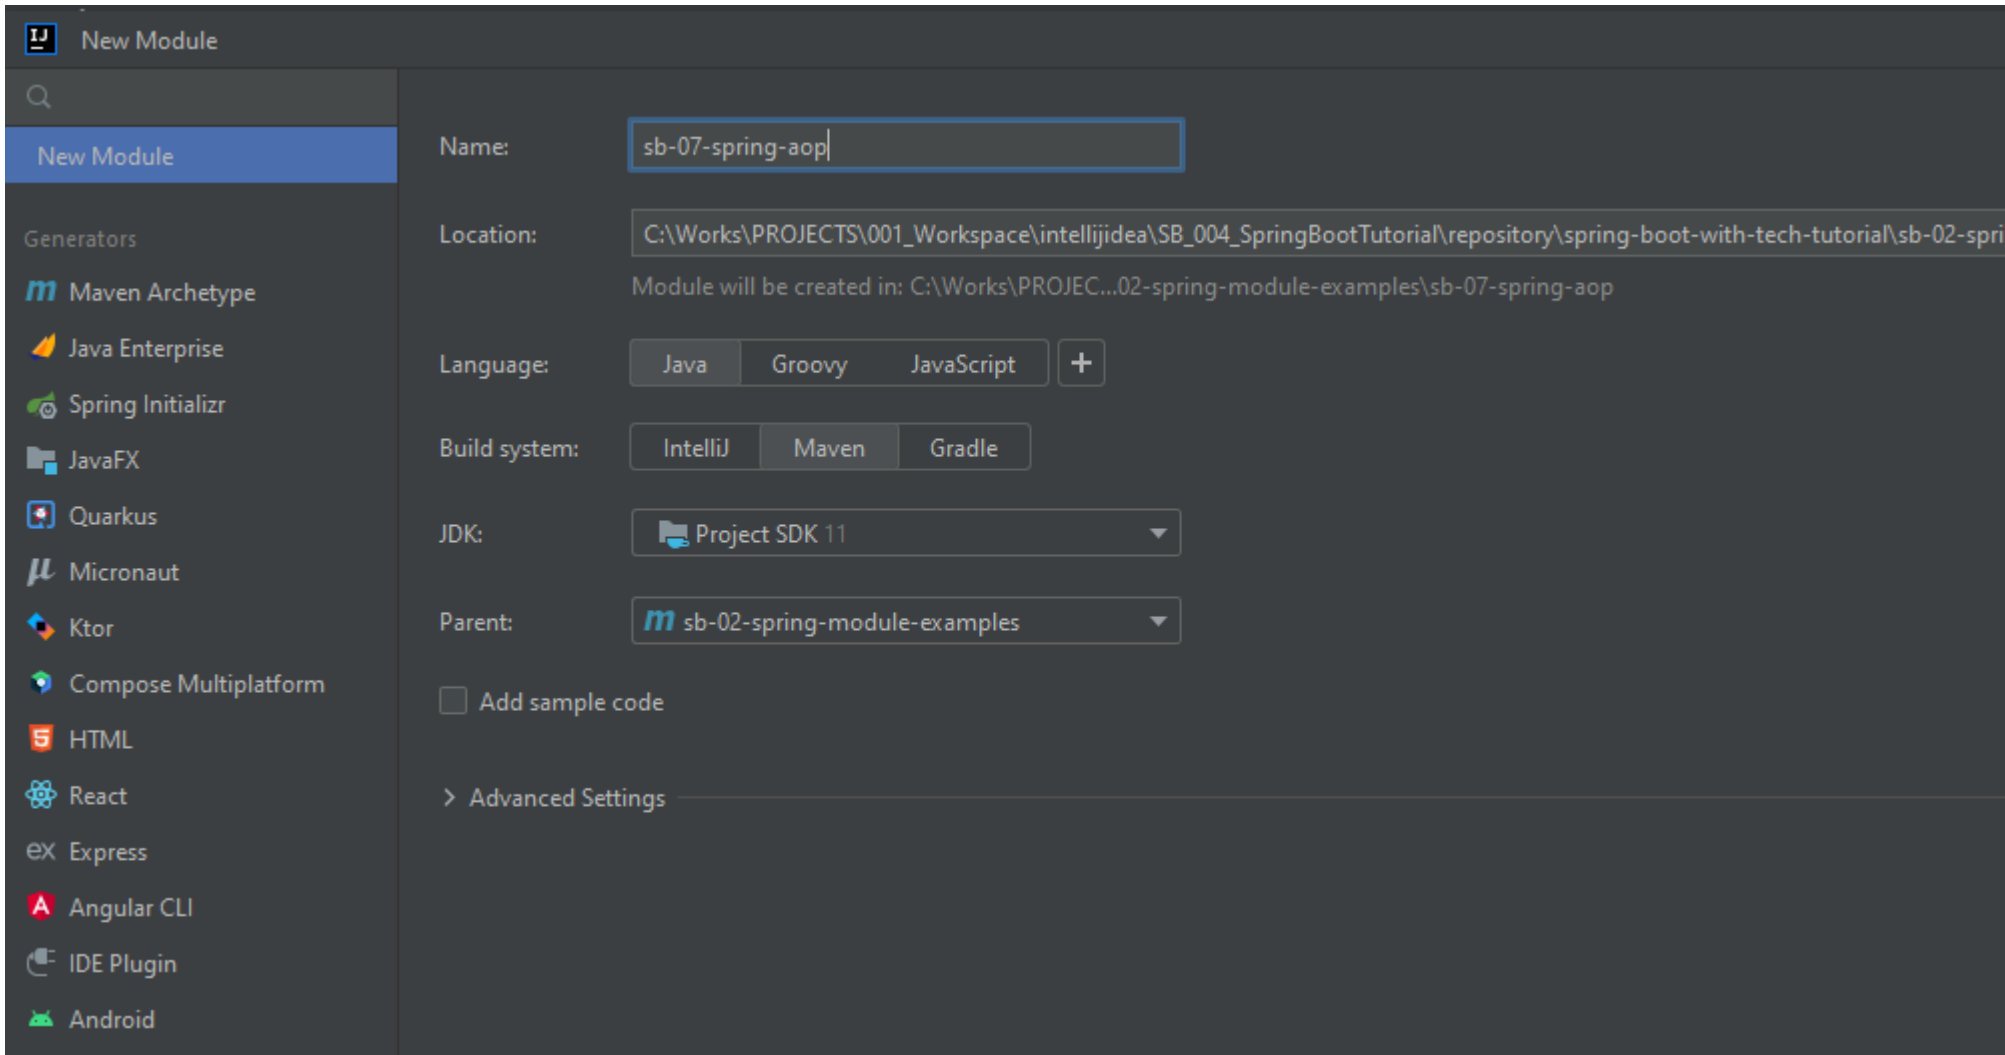 New Module
New Module
Generators
Maven Archetype
Java Enterprise
Spring Initializr
JavaFX
Quarkus
Micronaut
Ktor
Compose Multiplatform
HTML
React
Express
Angular CLI
IDE Plugin
Android
Name: sb-07-spring-aop
Location: C:\Works\PROJECTS\001_Workspace\intellijidea\SB_004_SpringBootTutorial\repository\spring-boot-with-tech-tutorial\sb-02-spri
Module will be created in: C:\Works\PROJEC...02-spring-module-examples\sb-07-spring-aop
Language: Java Groovy JavaScript +
Build system: IntelliJ Maven Gradle
JDK: Project SDK 11
Parent: sb-02-spring-module-examples
Add sample code
Advanced Settings